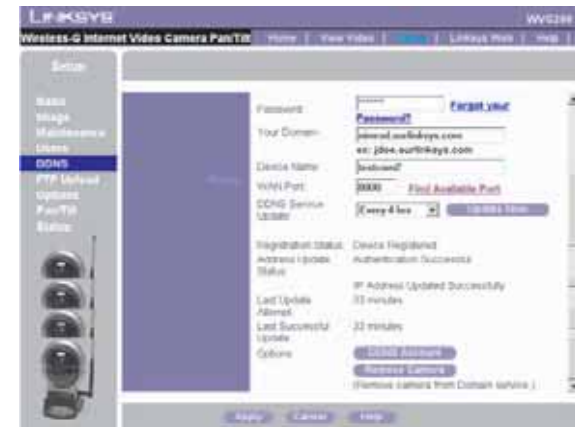 LINKSYS
WVC200
Wireless-G Internet Video Camera Pan/Tilt Home | View Video | | Linksys Web | Help |
Setup
Basic
Image
Maintenance
Users
DDNS
FTP Upload
Options
Pan/Tilt
Status
Password: Forgot your Password?
Your Domain:
ex: jdoe.ourlinksys.com
Device Name:
WAN Port: Find Available Port
DDNS Service Update: Every 4 hrs Update Now
Registration Status: Device Registered
Address Update Status: Authentication Successful
IP Address Updated Successfully
Last Update Attempt: 33 minutes
Last Successful Update: 33 minutes
Options: DDNS Account
Remove Camera
(Remove camera from Domain service.)
Apply Cancel Help